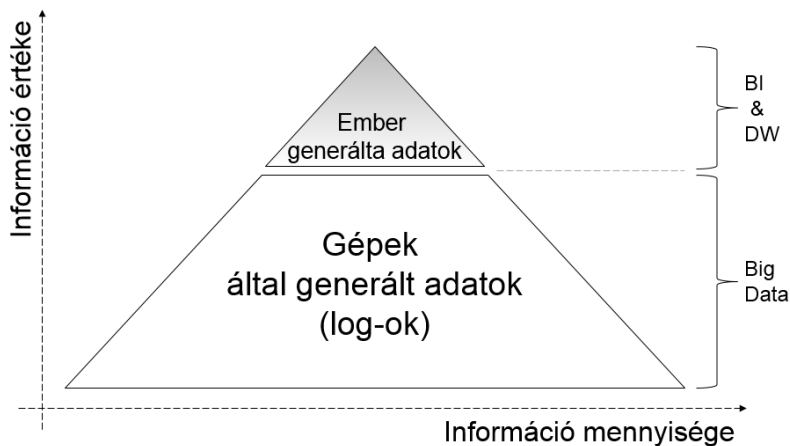 Információ értéke
Ember
generálta adatok
BI
&
DW
Gépek
által generált adatok
(log-ok)
Big
Data
Információ mennyisége